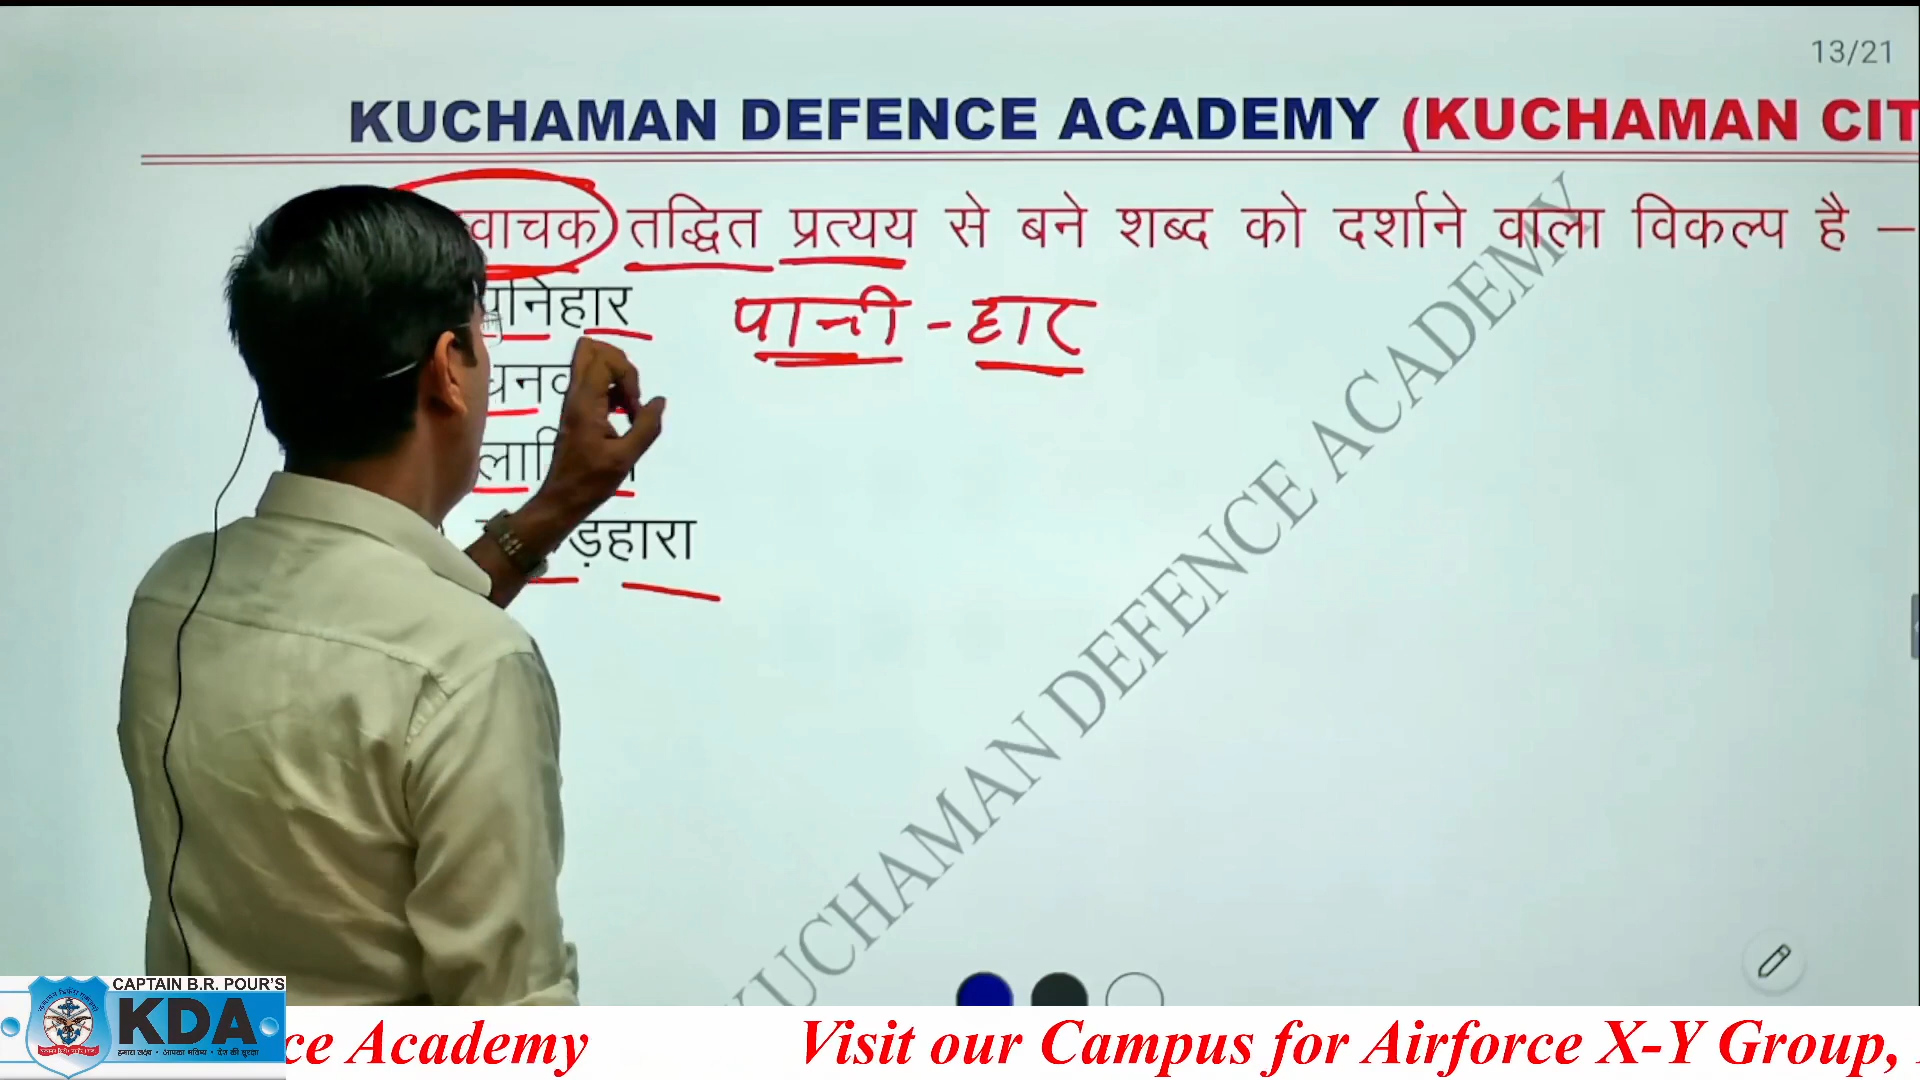 13/21
KUCHAMAN DEFENCE ACADEMY (KUCHAMAN CIT
वाचक तद्धित प्रत्यय से बने शब्द को दर्शाने वाला विकल्प है –
पनिहार पानी - हार
KUCHAMAN DEFENCE ACADEMY
CAPTAIN B.R. POUR'S
KDA
ce Academy Visit our Campus for Airforce X-Y Group,